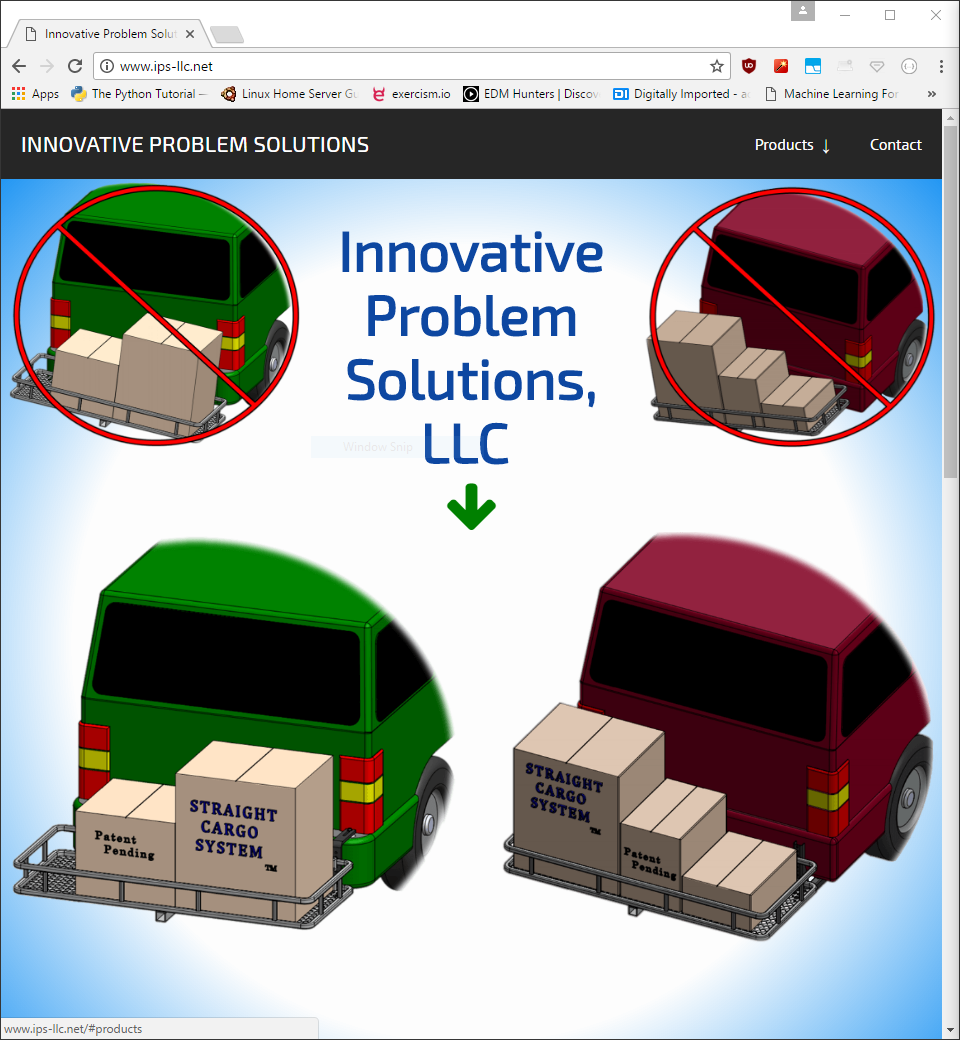 Innovative Problem Solut
www.ips-llc.net
Apps
The Python Tutorial —
Linux Home Server Gu
exercism.io
EDM Hunters | Discov
Digitally Imported - ad
Machine Learning For
»
INNOVATIVE PROBLEM SOLUTIONS
Products ↓
Contact
Innovative
Problem
Solutions,
LLC
Window Snip
Patent
Pending
STRAIGHT
CARGO
SYSTEM
TM
STRAIGHT
CARGO
SYSTEM
TM
Patent
Pending
www.ips-llc.net/#products